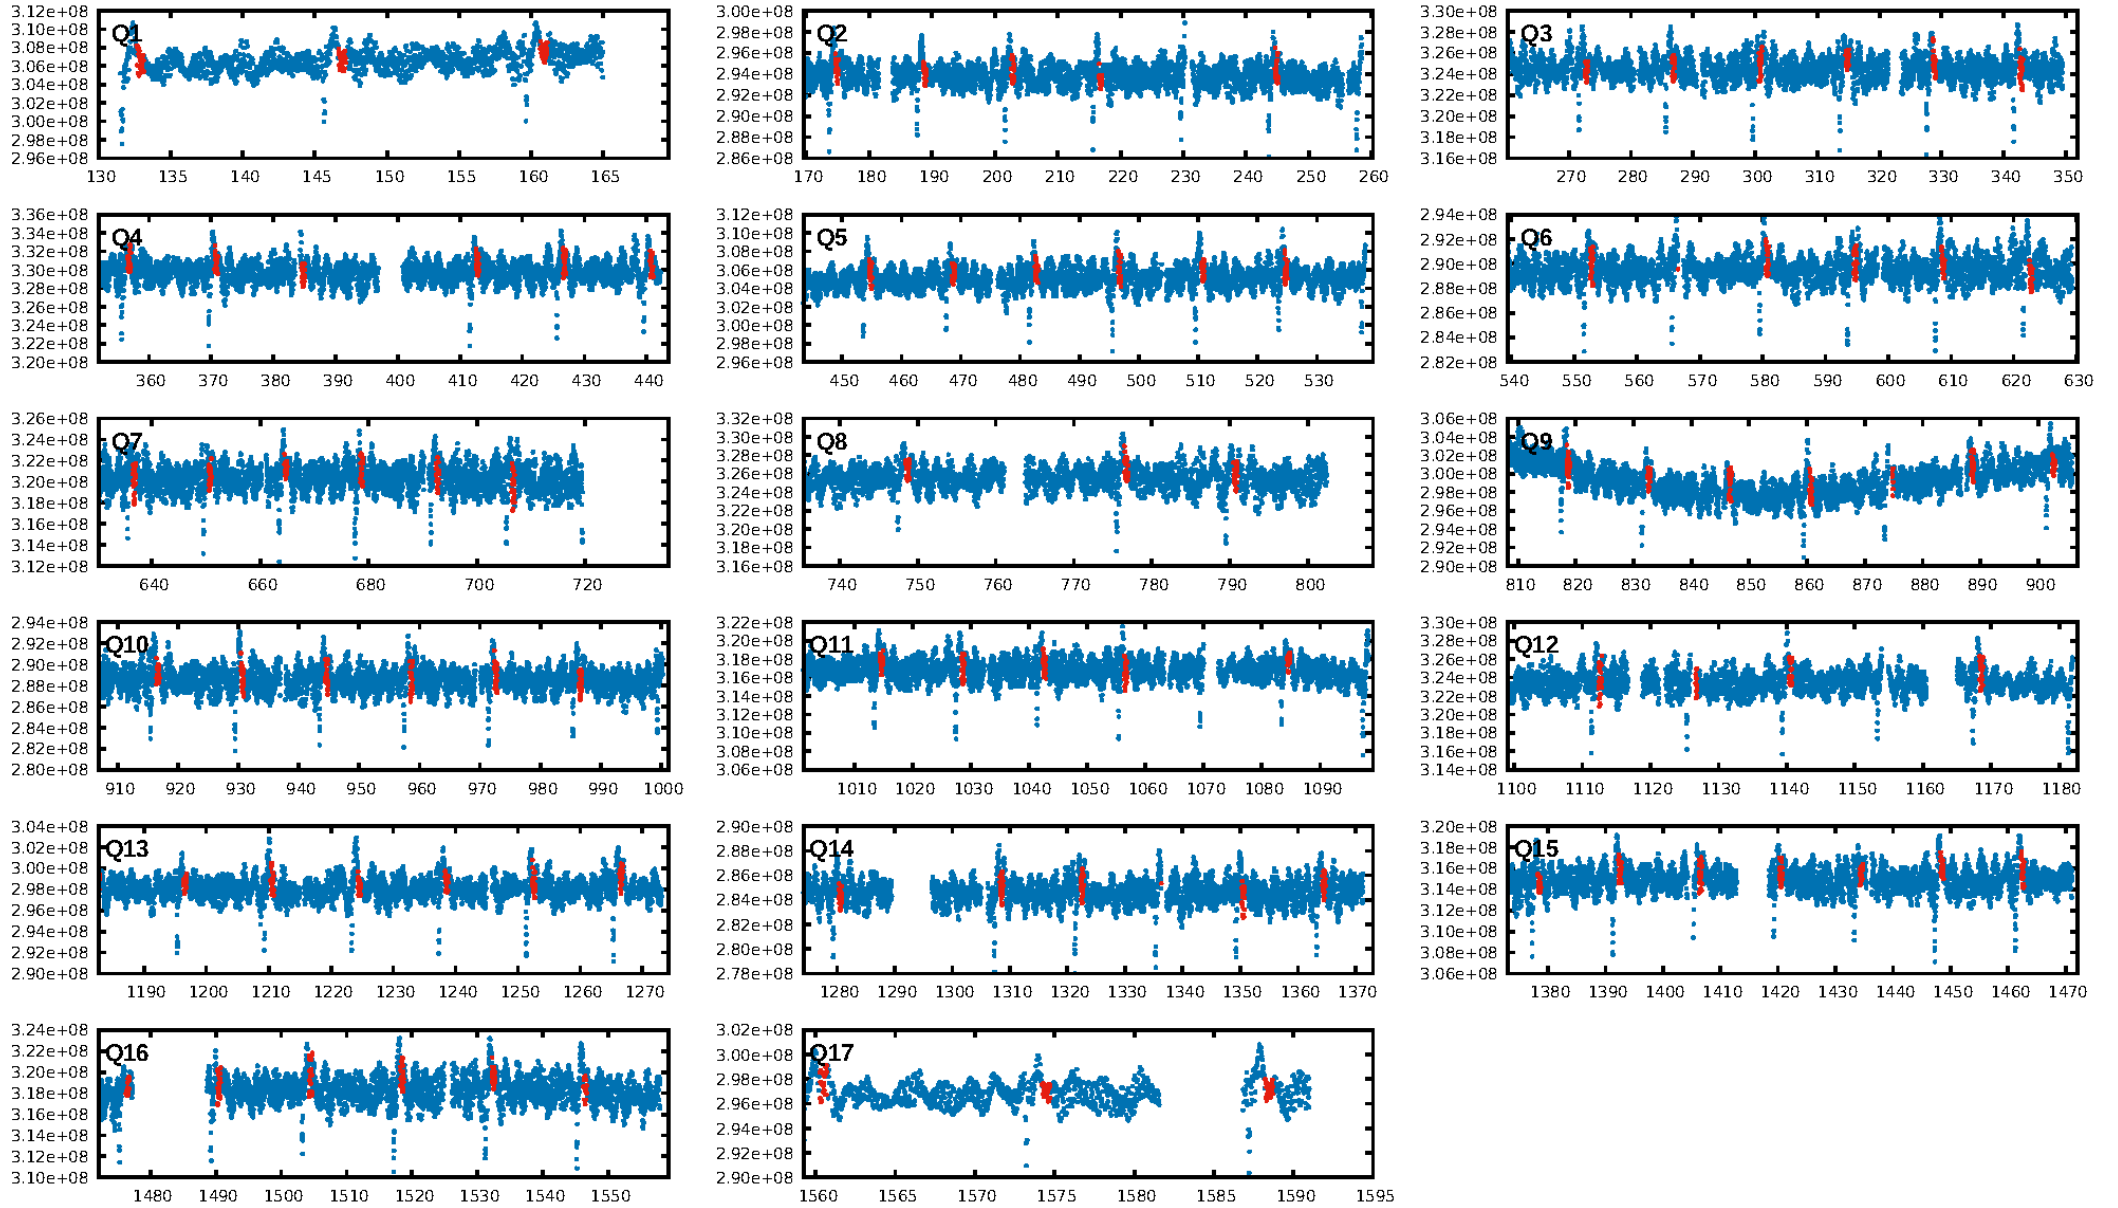 3.12e+08
3.10e+08
Q1
3.08e+08
3.06e+08
3.04e+08
3.02e+08
3.00e+08
2.98e+08
2.96e+08
130 135 140 145 150 155 160 165
3.00e+08
2.98e+08
Q2
2.96e+08
2.94e+08
2.92e+08
2.90e+08
2.88e+08
2.86e+08
170 180 190 200 210 220 230 240 250 260
3.30e+08
3.28e+08
Q3
3.26e+08
3.24e+08
3.22e+08
3.20e+08
3.18e+08
3.16e+08
270 280 290 300 310 320 330 340 350
3.36e+08
3.34e+08
Q4
3.32e+08
3.30e+08
3.28e+08
3.26e+08
3.24e+08
3.22e+08
3.20e+08
360 370 380 390 400 410 420 430 440
3.12e+08
3.10e+08
Q5
3.08e+08
3.06e+08
3.04e+08
3.02e+08
3.00e+08
2.98e+08
2.96e+08
450 460 470 480 490 500 510 520 530
2.94e+08
2.92e+08
Q6
2.90e+08
2.88e+08
2.86e+08
2.84e+08
2.82e+08
540 550 560 570 580 590 600 610 620 630
3.26e+08
3.24e+08
Q7
3.22e+08
3.20e+08
3.18e+08
3.16e+08
3.14e+08
3.12e+08
640 660 680 700 720
3.32e+08
3.30e+08
Q8
3.28e+08
3.26e+08
3.24e+08
3.22e+08
3.20e+08
3.18e+08
3.16e+08
740 750 760 770 780 790 800
3.06e+08
3.04e+08
Q9
3.02e+08
3.00e+08
2.98e+08
2.96e+08
2.94e+08
2.92e+08
2.90e+08
810 820 830 840 850 860 870 880 890 900
2.94e+08
2.92e+08
Q10
2.90e+08
2.88e+08
2.86e+08
2.84e+08
2.82e+08
2.80e+08
910 920 930 940 950 960 970 980 990 1000
3.22e+08
3.20e+08
Q11
3.18e+08
3.16e+08
3.14e+08
3.12e+08
3.10e+08
3.08e+08
3.06e+08
1010 1020 1030 1040 1050 1060 1070 1080 1090
3.30e+08
3.28e+08
Q12
3.26e+08
3.24e+08
3.22e+08
3.20e+08
3.18e+08
3.16e+08
3.14e+08
1100 1110 1120 1130 1140 1150 1160 1170 1180
3.04e+08
3.02e+08
Q13
3.00e+08
2.98e+08
2.96e+08
2.94e+08
2.92e+08
2.90e+08
1190 1200 1210 1220 1230 1240 1250 1260 1270
2.90e+08
2.88e+08
Q14
2.86e+08
2.84e+08
2.82e+08
2.80e+08
2.78e+08
1280 1290 1300 1310 1320 1330 1340 1350 1360 1370
3.20e+08
3.18e+08
Q15
3.16e+08
3.14e+08
3.12e+08
3.10e+08
3.08e+08
3.06e+08
1380 1390 1400 1410 1420 1430 1440 1450 1460 1470
3.24e+08
3.22e+08
Q16
3.20e+08
3.18e+08
3.16e+08
3.14e+08
3.12e+08
3.10e+08
1480 1490 1500 1510 1520 1530 1540 1550
3.02e+08
3.00e+08
Q17
2.98e+08
2.96e+08
2.94e+08
2.92e+08
2.90e+08
1560 1565 1570 1575 1580 1585 1590 1595